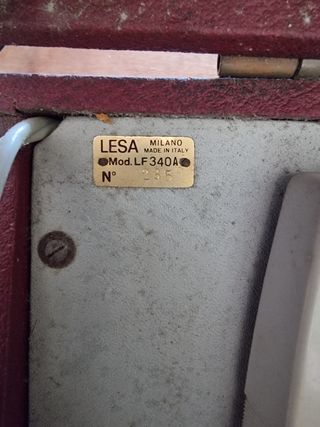 LESA MILANO
MADE IN ITALY
Mod. LF 340A
N°